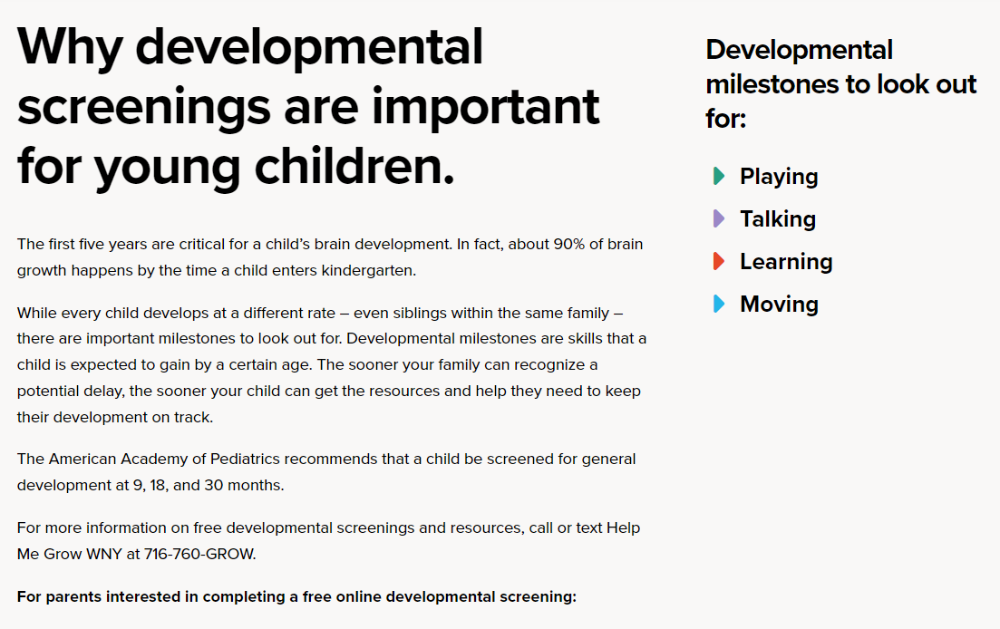 Why developmental
screenings are important
for young children.
The first five years are critical for a child’s brain development. In fact, about 90% of brain
growth happens by the time a child enters kindergarten.
While every child develops at a different rate – even siblings within the same family –
there are important milestones to look out for. Developmental milestones are skills that a
child is expected to gain by a certain age. The sooner your family can recognize a
potential delay, the sooner your child can get the resources and help they need to keep
their development on track.
The American Academy of Pediatrics recommends that a child be screened for general
development at 9, 18, and 30 months.
For more information on free developmental screenings and resources, call or text Help
Me Grow WNY at 716-760-GROW.
For parents interested in completing a free online developmental screening:
Developmental
milestones to look out
for:
Playing
Talking
Learning
Moving